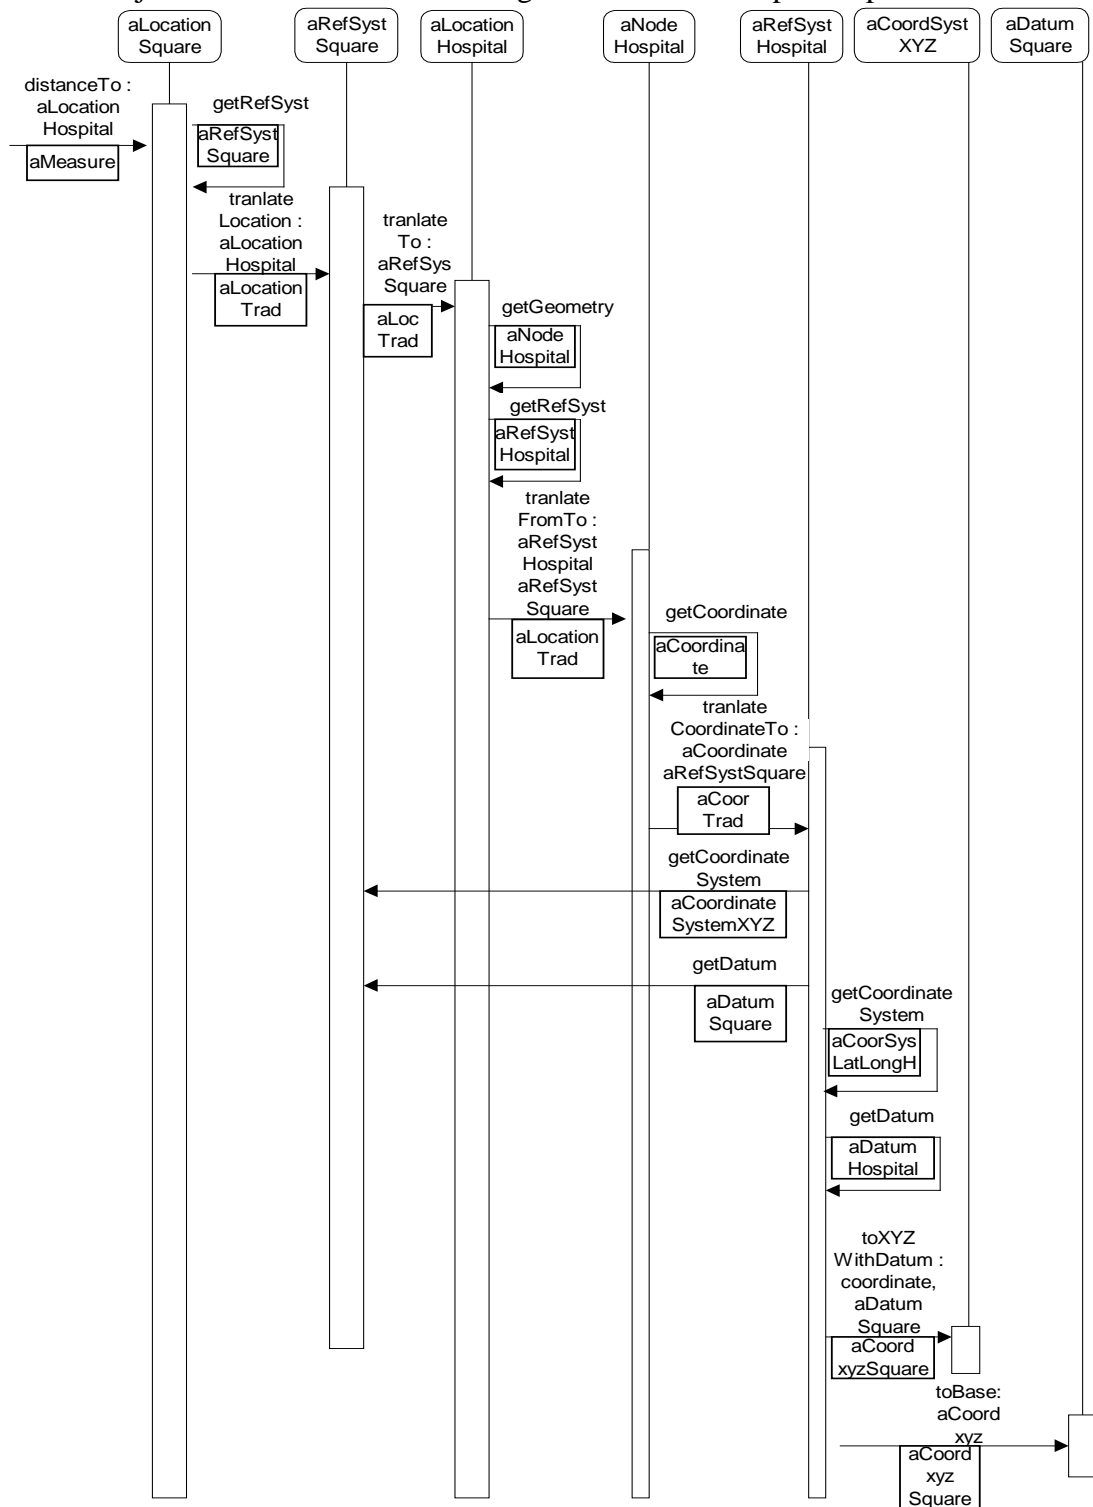 aLocation
Square
aRefSyst
Square
aLocation
Hospital
aNode
Hospital
aRefSyst
Hospital
aCoordSyst
XYZ
aDatum
Square
distanceTo :
aLocation
Hospital
aMeasure
getRefSyst
aRefSyst
Square
tranlate
Location :
aLocation
Hospital
aLocation
Trad
tranlate
To :
aRefSys
Square
aLoc
Trad
getGeometry
aNode
Hospital
getRefSyst
aRefSyst
Hospital
tranlate
FromTo :
aRefSyst
Hospital
aRefSyst
Square
aLocation
Trad
getCoordinate
aCoordina
te
tranlate
CoordinateTo :
aCoordinate
aRefSystSquare
aCoor
Trad
getCoordinate
System
aCoordinate
SystemXYZ
getDatum
aDatum
Square
getCoordinate
System
aCoorSys
LatLongH
getDatum
aDatum
Hospital
toXYZ
WithDatum :
coordinate,
aDatum
Square
aCoord
xyzSquare
toBase:
aCoord
xyz
aCoord
xyz
Square